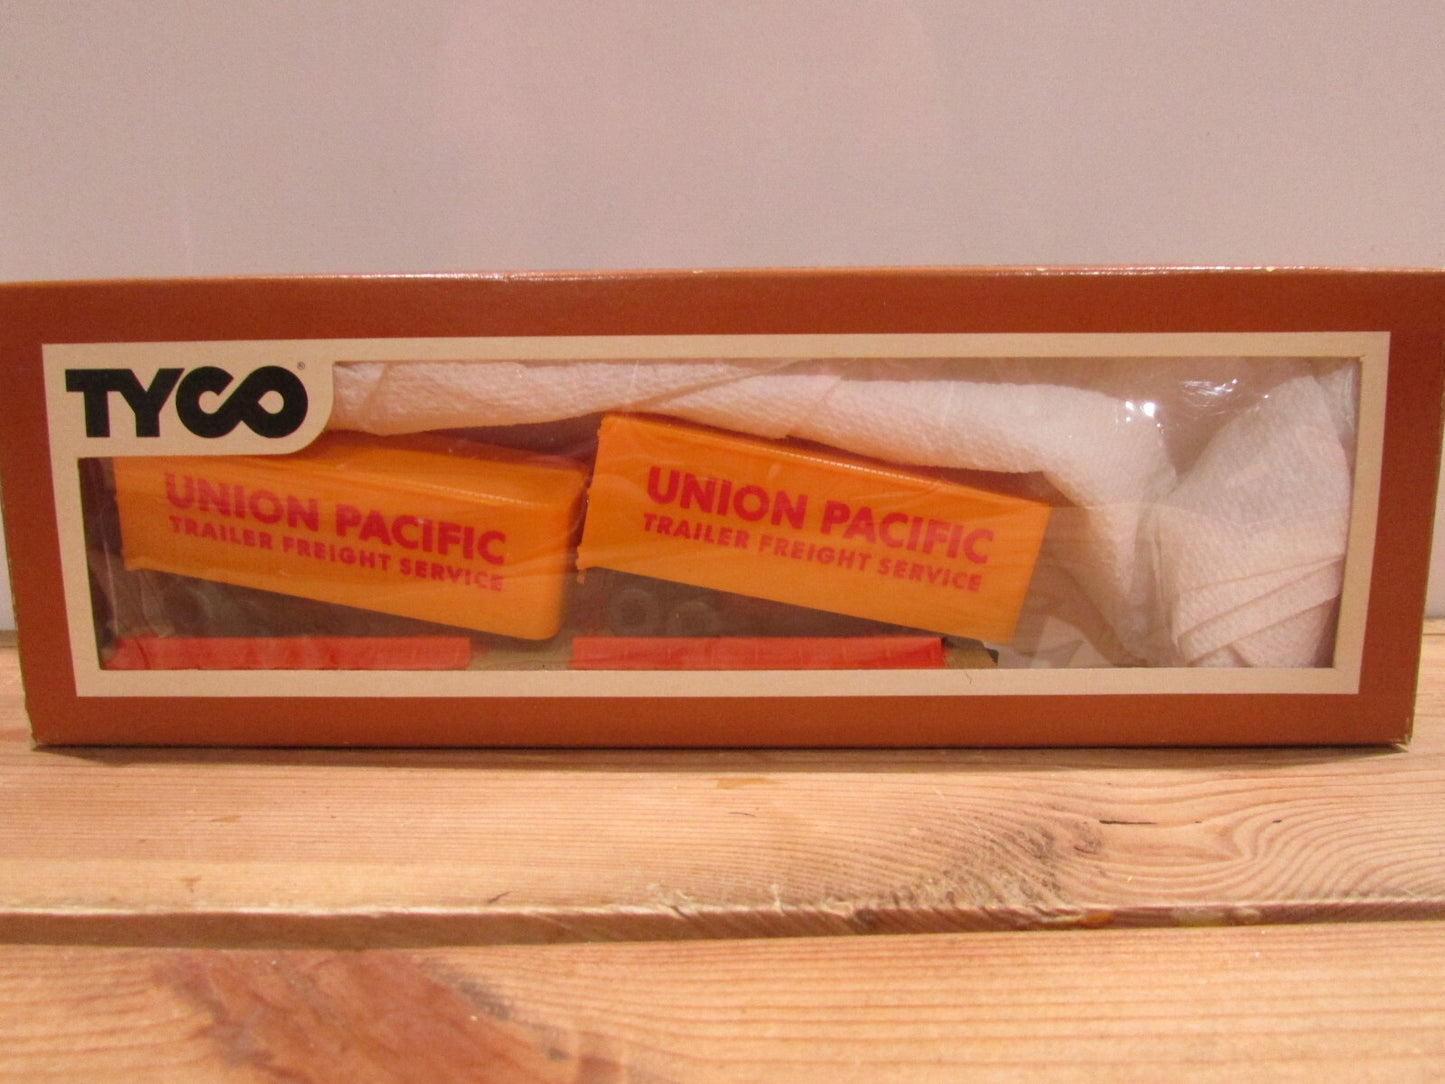 TYCO®
UNION PACIFIC
TRAILER FREIGHT SERVICE
UNION PACIFIC
TRAILER FREIGHT SERVICE